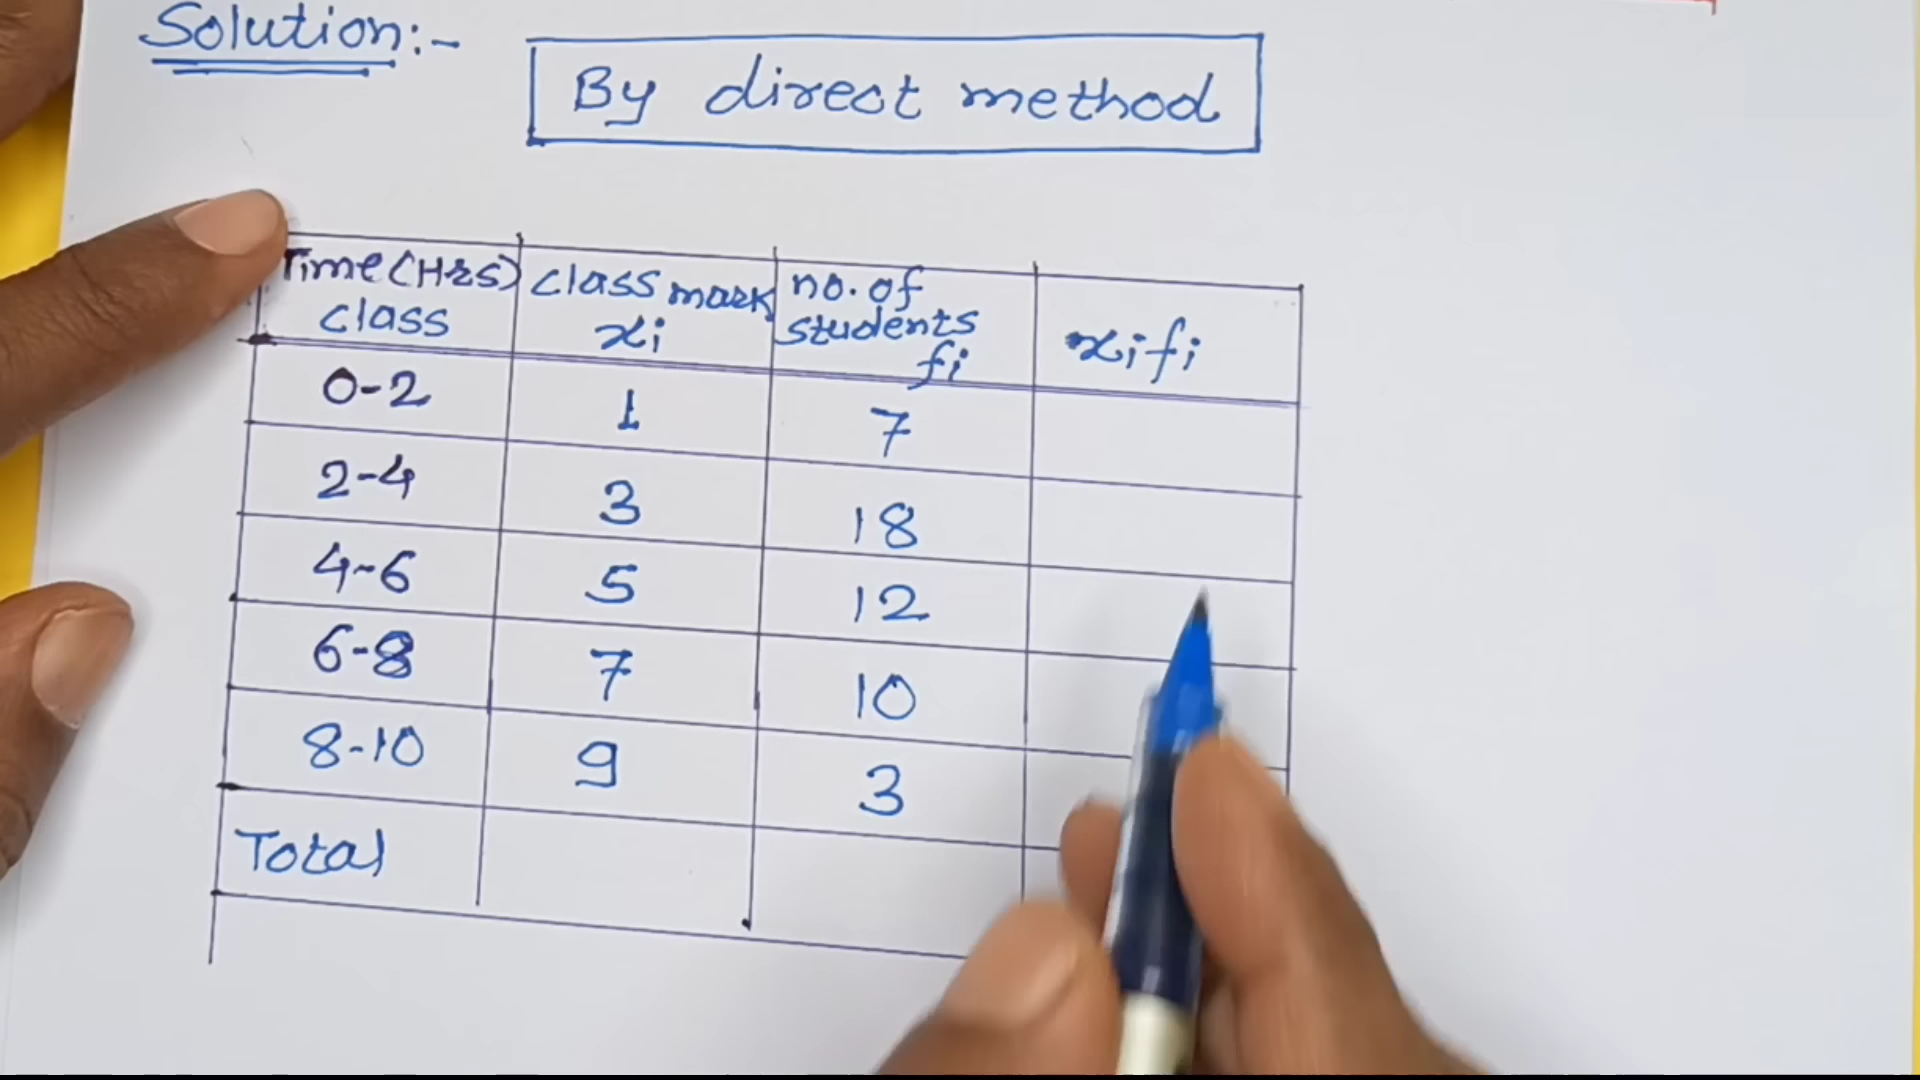 Solution:-
By direct method
Time(Hrs) class
class mark xi
no. of students fi
xifi
0-2 1 7
2-4 3 18
4-6 5 12
6-8 7 10
8-10 9 3
Total